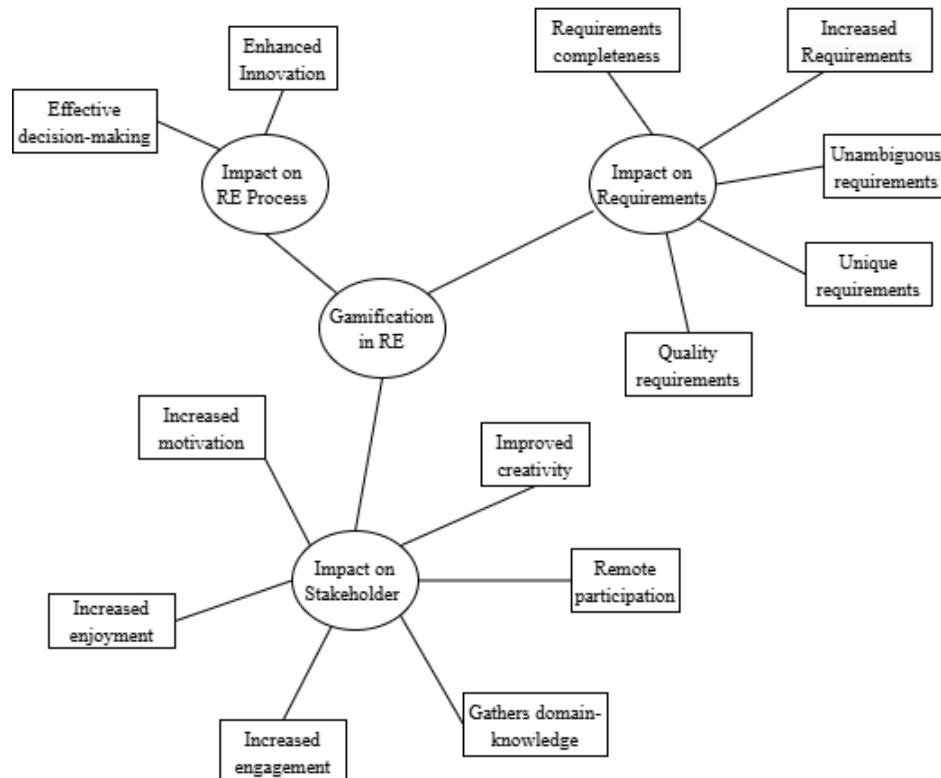 Enhanced
Innovation
Effective
decision-making
Impact on
RE Process
Requirements
completeness
Increased
Requirements
Impact on
Requirements
Unambiguous
requirements
Unique
requirements
Quality
requirements
Gamification
in RE
Increased
motivation
Improved
creativity
Impact on
Stakeholder
Remote
participation
Increased
enjoyment
Gathers domain-
knowledge
Increased
engagement